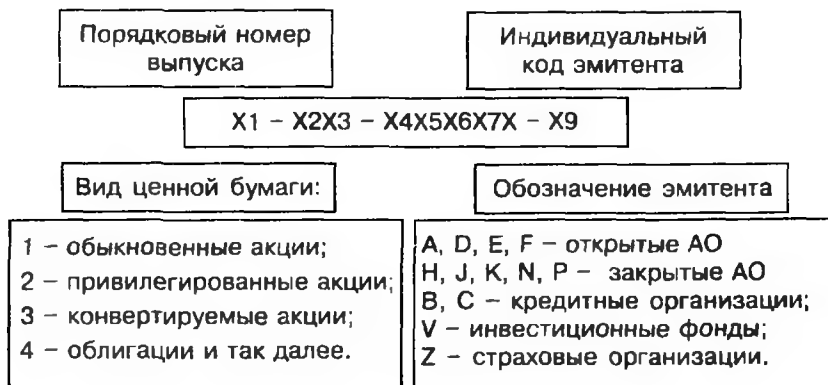 Порядковый номер
выпуска
Индивидуальный
код эмитента
X1 – X2X3 – X4X5X6X7X – X9
Вид ценной бумаги:
1 – обыкновенные акции;
2 – привилегированные акции;
3 – конвертируемые акции;
4 – облигации и так далее.
Обозначение эмитента
A, D, E, F – открытые АО
H, J, K, N, P – закрытые АО
B, C – кредитные организации;
V – инвестиционные фонды;
Z – страховые организации.